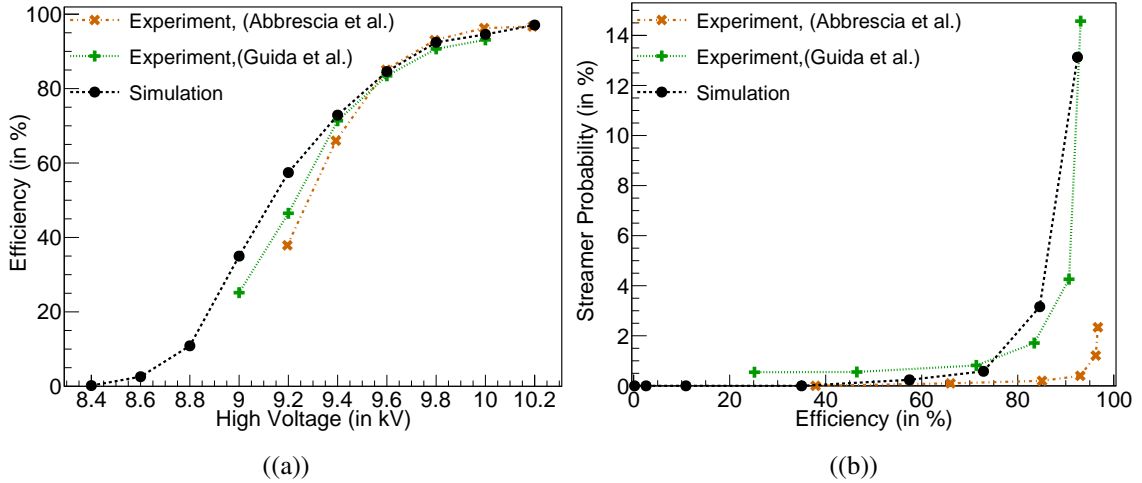 Experiment, (Abbrescia et al.)
Experiment,(Guida et al.)
Simulation
Efficiency (in %)
100
80
60
40
20
0
8.4 8.6 8.8 9 9.2 9.4 9.6 9.8 10 10.2
High Voltage (in kV)
((a))
Experiment, (Abbrescia et al.)
Experiment,(Guida et al.)
Simulation
Streamer Probability (in %)
14
12
10
8
6
4
2
0
0 20 40 60 80 100
Efficiency (in %)
((b))